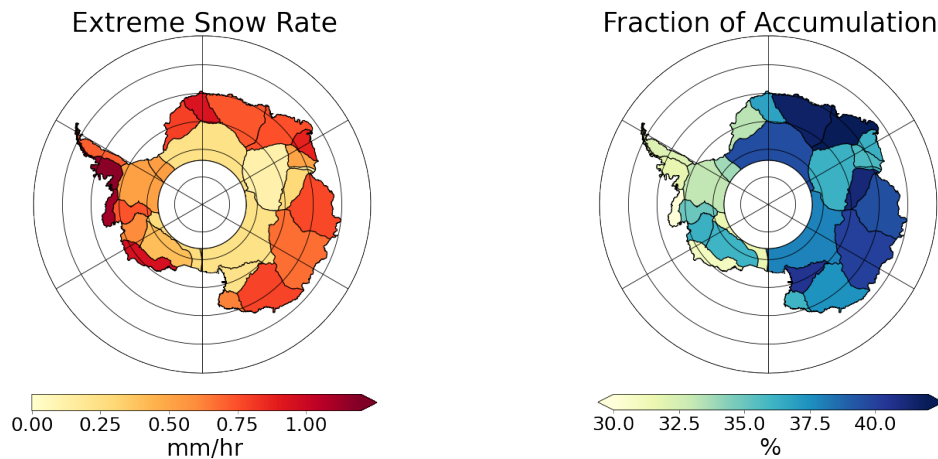 Extreme Snow Rate
Fraction of Accumulation
0.00 0.25 0.50 0.75 1.00
mm/hr
30.0 32.5 35.0 37.5 40.0
%